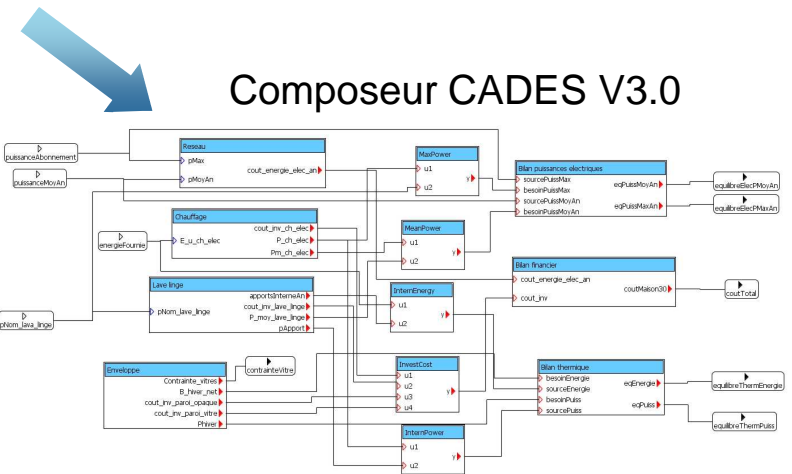 Composeur CADES V3.0
puissanceAbonnement
puissanceMoyAn
energieFournie
pNom_lava_linge
Reseau
pMax
pMoyAn
cout_energie_elec_an
Chauffage
E_u_ch_elec
cout_inv_ch_elec
P_ch_elec
Pm_ch_elec
Lave linge
pNom_lave_linge
apportsInterneAn
cout_inv_lave_linge
P_moy_lave_linge
pApport
Enveloppe
Contrainte_vitres
B_hiver_net
cout_inv_paroi_opaque
cout_inv_paroi_vitre
Phiver
contrainteVitre
MaxPower
u1
u2
y
MeanPower
u1
u2
y
InternEnergy
u1
u2
y
InvestCost
u1
u2
u3
u4
y
InternPower
u1
u2
y
Bilan puissances electriques
sourcePuissMax
besoinPuissMax
sourcePuissMoyAn
besoinPuissMoyAn
eqPuissMoyAn
eqPuissMaxAn
equilibreElecPMoyAn
equilibreElecPMaxAn
Bilan financier
cout_energie_elec_an
cout_inv
coutMaison30
coutTotal
Bilan thermique
besoinEnergie
sourceEnergie
besoinPuiss
sourcePuiss
eqEnergie
eqPuiss
equilibreThermEnergie
equilibreThermPuiss